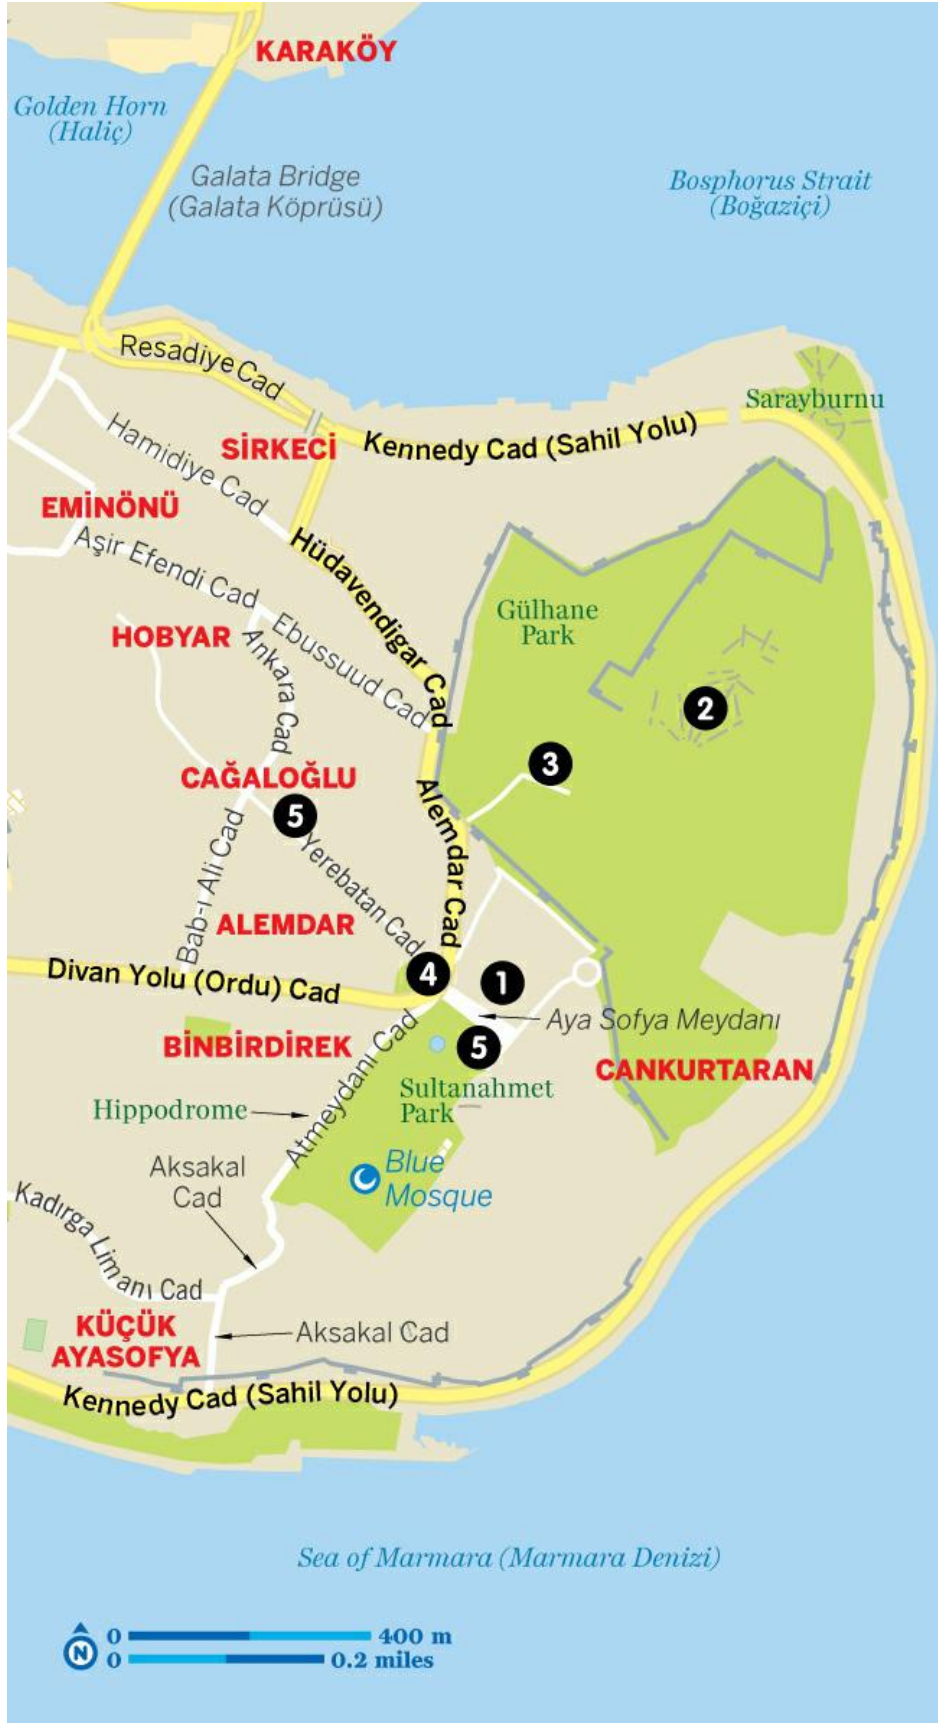 KARAKÖY
Golden Horn
(Haliç)
Galata Bridge
(Galata Köprüsü)
Bosphorus Strait
(Boğaziçi)
Resadiye Cad
Sarayburnu
Hamidiye Cad
SİRKECİ
Kennedy Cad (Sahil Yolu)
EMİNÖNÜ
Aşir Efendi Cad
Hüdavendigar Cad
Gülhane
Park
HOBYAR
Ankara Cad
Ebussuud Cad
2
3
CAĞALOĞLU
5
Alemdar Cad
Bab-ı Ali Cad
Yerebatan Cad
ALEMDAR
Divan Yolu (Ordu) Cad
4
1
Aya Sofya Meydanı
BİNBİRDİREK
Atmeydanı Cad
5
CANKURTARAN
Sultanahmet
Park
Hippodrome
Blue
Mosque
Aksakal
Cad
Kadırga Limanı Cad
KÜÇÜK
AYASOFYA
Aksakal Cad
Kennedy Cad (Sahil Yolu)
Sea of Marmara (Marmara Denizi)
N
0 400 m
0 0.2 miles